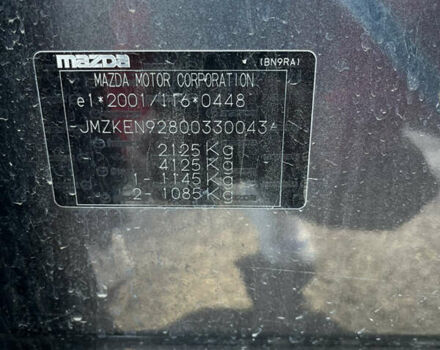 mazda (BN9RA)
MAZDA MOTOR CORPORATION
e1*2001/116*0448
-JMZKEN92800330043*
2125 Kg
4125 Kg
1- 1145 Kg
2- 1085 Kg